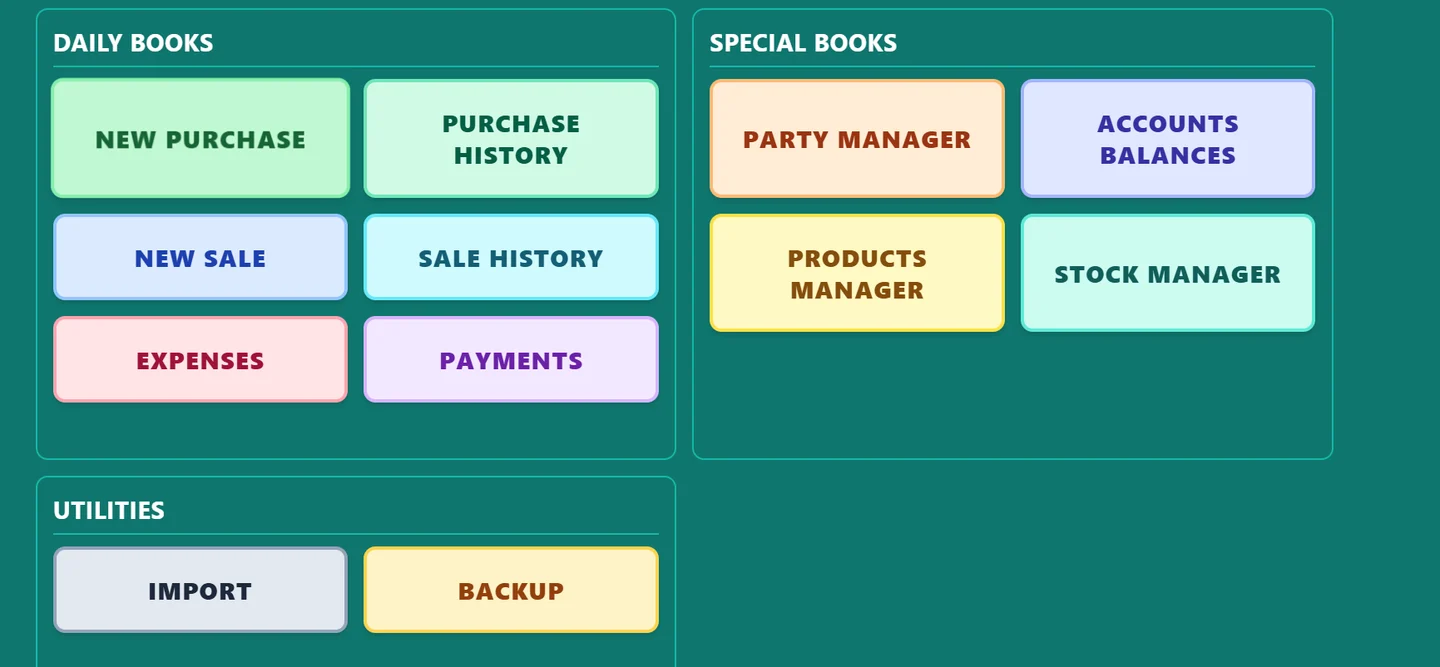 DAILY BOOKS
NEW PURCHASE
PURCHASE
HISTORY
NEW SALE
SALE HISTORY
EXPENSES
PAYMENTS
SPECIAL BOOKS
PARTY MANAGER
ACCOUNTS
BALANCES
PRODUCTS
MANAGER
STOCK MANAGER
UTILITIES
IMPORT
BACKUP